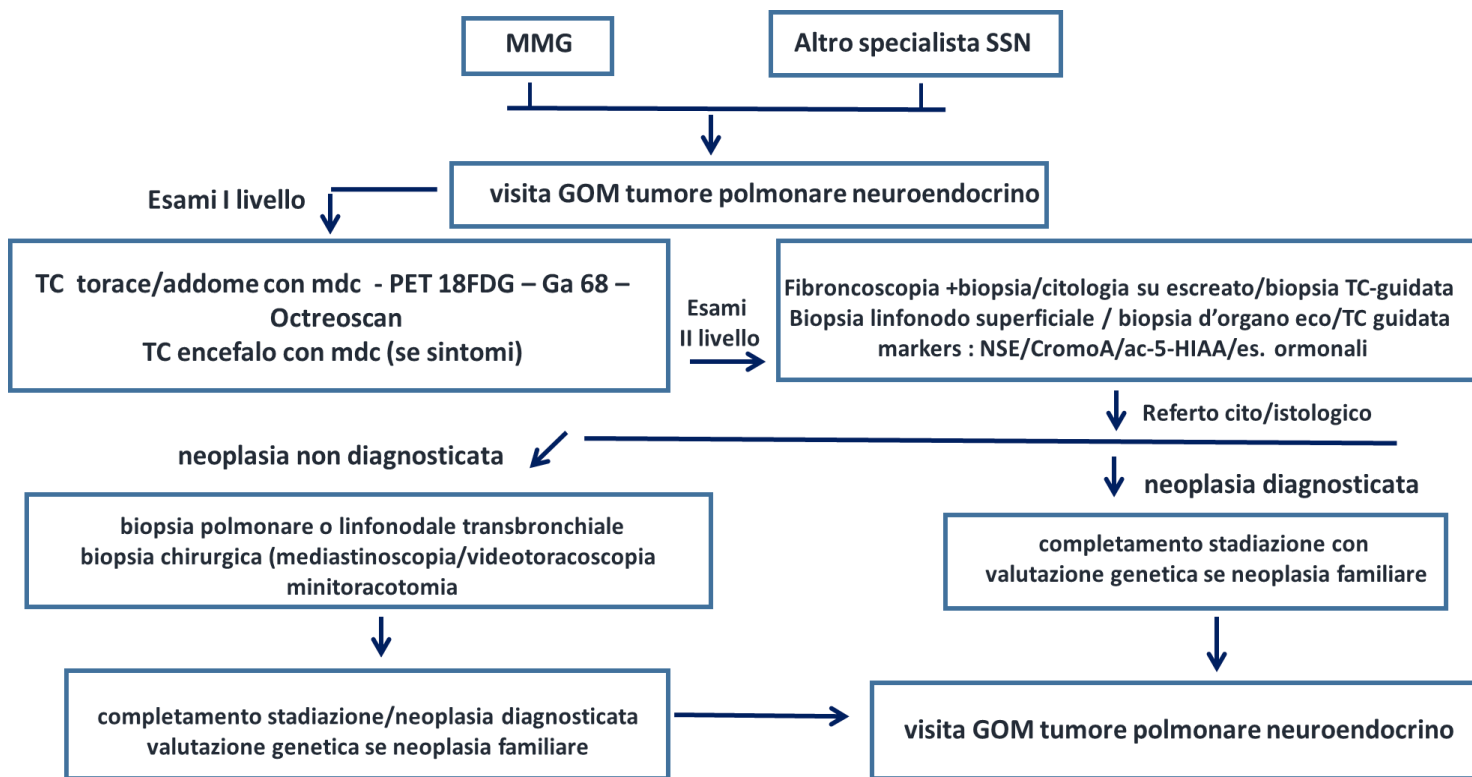 MMG
Altro specialista SSN
visita GOM tumore polmonare neuroendocrino
Esami I livello
TC torace/addome con mdc - PET 18FDG – Ga 68 –
Octreoscan
TC encefalo con mdc (se sintomi)
Esami
II livello
Fibroncoscopia +biopsia/citologia su escreato/biopsia TC-guidata
Biopsia linfonodo superficiale / biopsia d’organo eco/TC guidata
markers : NSE/CromoA/ac-5-HIAA/es. ormonali
Referto cito/istologico
neoplasia non diagnosticata
neoplasia diagnosticata
biopsia polmonare o linfonodale transbronchiale
biopsia chirurgica (mediastinoscopia/videotoracoscopia
minitoracotomia
completamento stadiazione con
valutazione genetica se neoplasia familiare
completamento stadiazione/neoplasia diagnosticata
valutazione genetica se neoplasia familiare
visita GOM tumore polmonare neuroendocrino